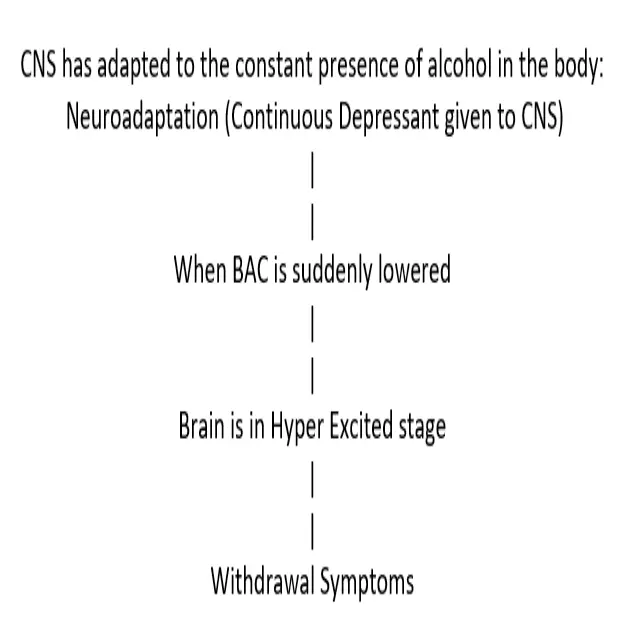 CNS has adapted to the constant presence of alcohol in the body:
Neuroadaptation (Continuous Depressant given to CNS)
|
|
When BAC is suddenly lowered
|
|
Brain is in Hyper Excited stage
|
|
Withdrawal Symptoms